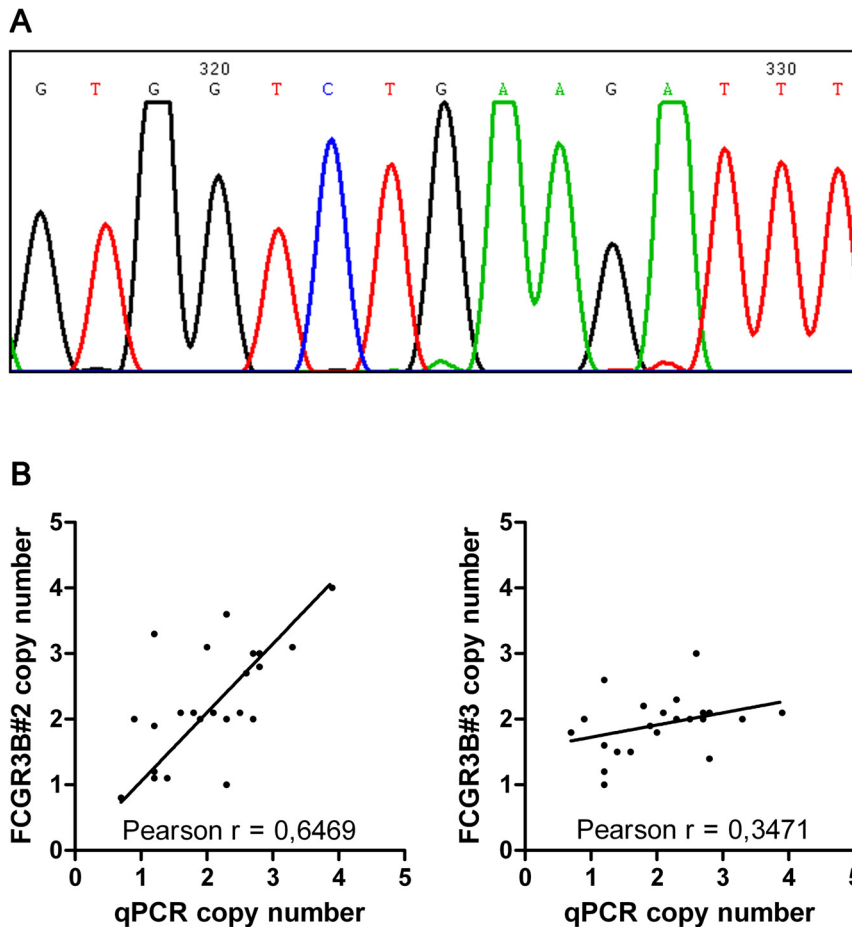 A
320 330
G T G G T C T G A A G A T T T
B
5
4
3
2
1
0
FCGR3B#2 copy number
Pearson r = 0,6469
0 1 2 3 4 5
qPCR copy number
5
4
3
2
1
0
FCGR3B#3 copy number
Pearson r = 0,3471
0 1 2 3 4 5
qPCR copy number